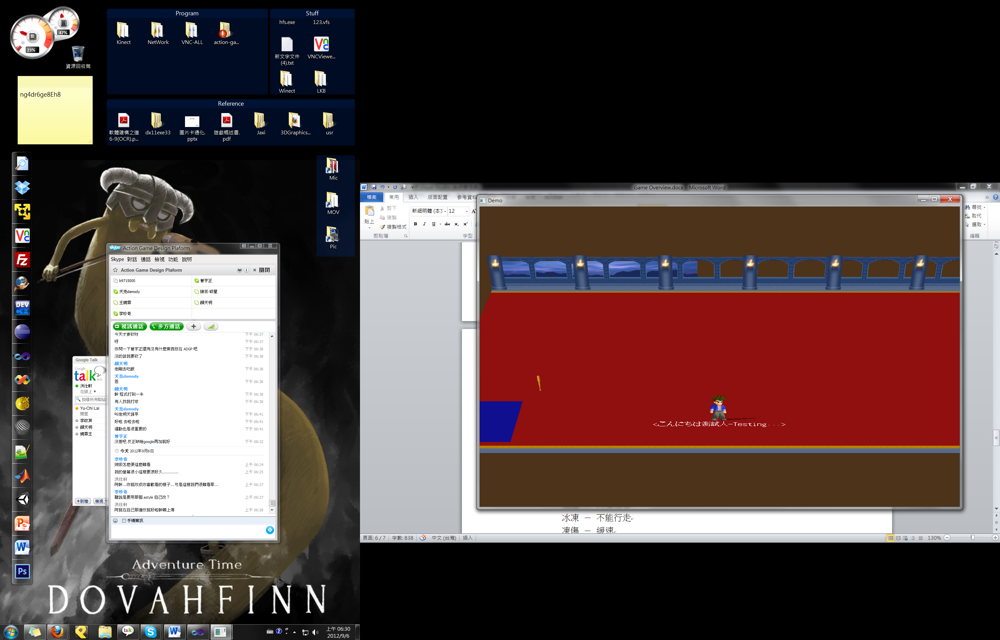 47%
23%
資源回收筒
ng4dr6ge8Eh8
Program
Kinect
NetWork
VNC-ALL
action-ga...
Stuff
hfs.exe
123.vfs
新文字文件
(4).txt
VNCViewe...
Winect
LKB
Reference
軟體建構之道
6-9(OCR).p...
dx11exe33
圖片卡通化.
pptx
遊戲概述書.
pdf
Jaxi
3DGraphics...
usr
Mic
MOV
Pic
DEV
C++
FX
ED
Ps
skype Action Game Design Plaform
Skype 對話 通話 檢視 功能 說明
Action Game Design Plaform
× 關閉
b9715000
曾宇正
天亮damody
綠茶-碎星
王鏡霖
顏天明
李珍奇
視訊通話
多方通話
今天才要砍呀 下午 06:37
呀 下午 06:37
你問一下曾宇正還有沒有什麼東西放在 ADGP 吧 下午 06:38
沒的話我要砍了 下午 06:38
顏天明
他剛去吃飯 下午 06:38
天亮damody
恩 下午 06:38
顏天明
幹 程式打到一半 下午 06:38
有人找我打球 下午 06:38
天亮damody
叫他明天請早 下午 06:41
好啦 去啦去啦 下午 06:41
運動也是很重要的 下午 06:41
曾宇正
沒差吧 反正缺啥google再加就好 下午 08:32
今天 2012年9月6日
李珍奇
排版怎麼便這麼難看 上午 06:24
我的螢幕很小這樣要滾好久............ 上午 06:25
洪仕軒
阿幹...你就改成你喜歡看的樣子...可是這樣我們很難看耶... 上午 06:27
李珍奇
聽說是要用那個 astyle 自己改？ 上午 06:27
洪仕軒
阿就在自己那邊改就好啦幹嘛上傳 上午 06:28
手機簡訊
Google Talk
Google
talk
BETA
洪仕軒
在線上
搜尋所有聯絡
Yu-Chi Lai
閒置
李政其
顏天明
鏡霖王
+新增
檢視
Adventure Time
DOVAHFINN
talk
上午 06:30
2012/9/6
Game Overview.docx - Microsoft Word
檔案
常用
插入
版面配置
參考資料
貼上
剪下
複製
複製格式
剪貼簿
新細明體 (本文
12
B I U abc x₂ x²
字型
尋找
取代
選取
編輯
Demo
<こんにちは測試人-Testing...>
冰凍 － 不能行走
凍傷 － 緩速
頁面: 6 / 7
字數: 838
中文 (台灣)
插入
130%